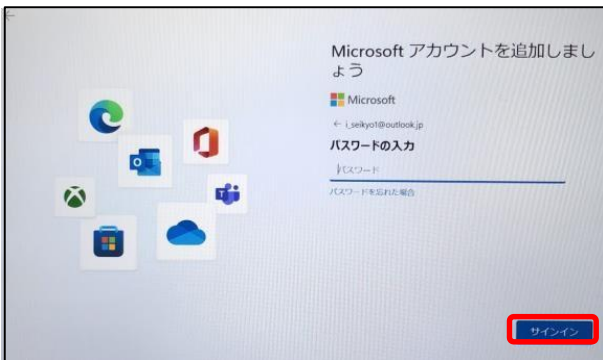 Microsoft アカウントを追加しまし
ょう
Microsoft
← i_seikyo1@outlook.jp
パスワードの入力
パスワード
パスワードを忘れた場合
サインイン